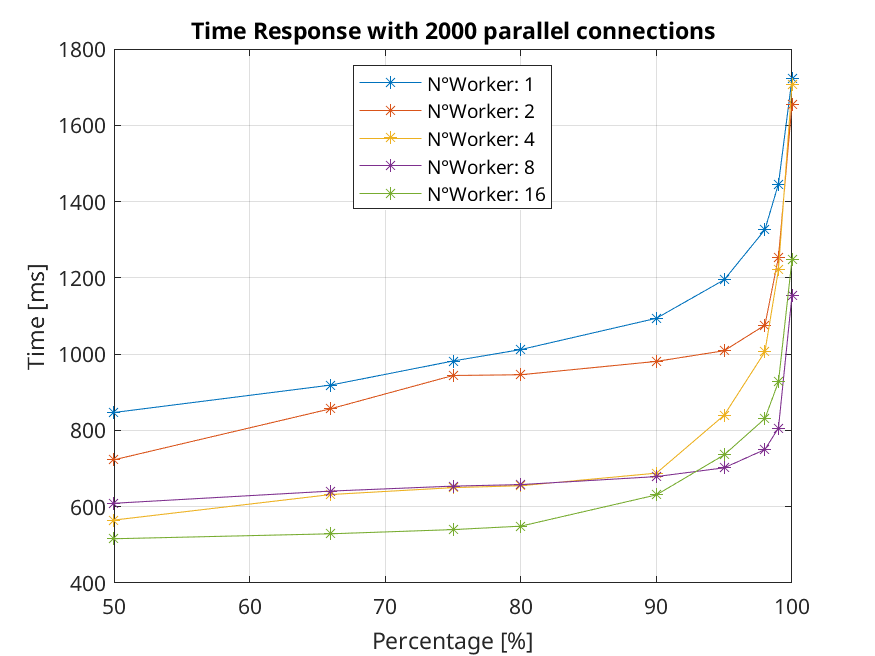 Time Response with 2000 parallel connections
1800
1600
1400
1200
1000
800
600
400
Time [ms]
N°Worker: 1
N°Worker: 2
N°Worker: 4
N°Worker: 8
N°Worker: 16
50 60 70 80 90 100
Percentage [%]